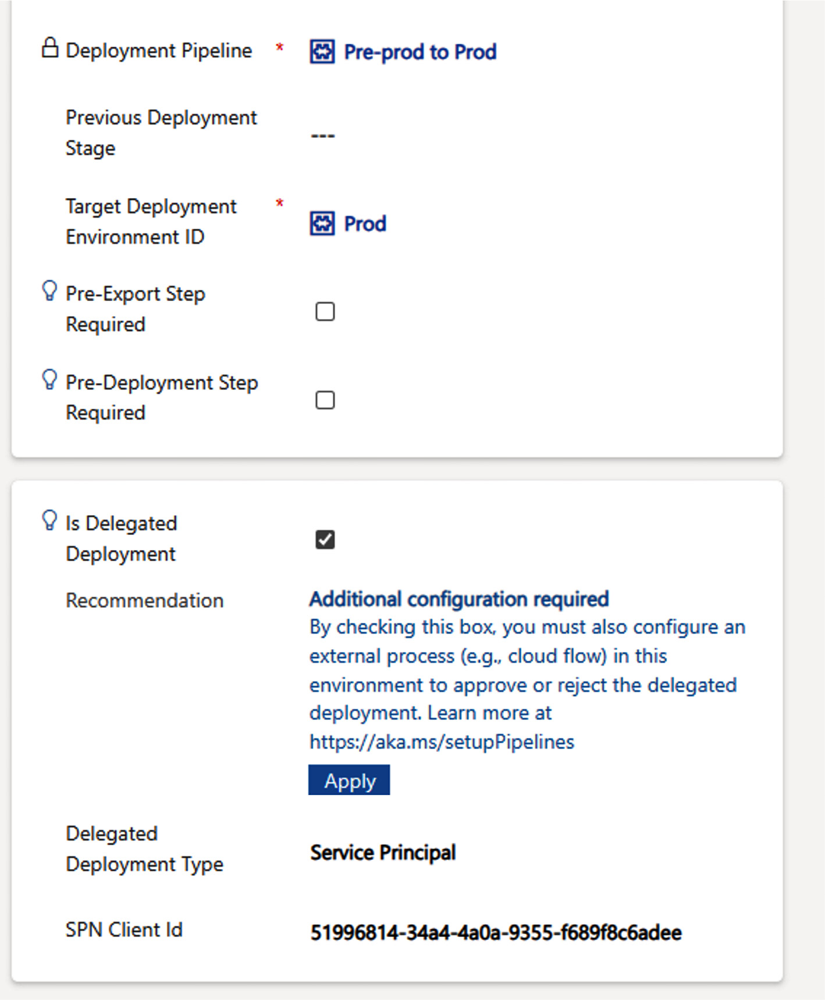 Deployment Pipeline * Pre-prod to Prod
Previous Deployment
Stage
---
Target Deployment *
Environment ID
Prod
Pre-Export Step
Required
Pre-Deployment Step
Required
Is Delegated
Deployment
Recommendation
Additional configuration required
By checking this box, you must also configure an
external process (e.g., cloud flow) in this
environment to approve or reject the delegated
deployment. Learn more at
https://aka.ms/setupPipelines
Apply
Delegated
Deployment Type
Service Principal
SPN Client Id 51996814-34a4-4a0a-9355-f689f8c6adee